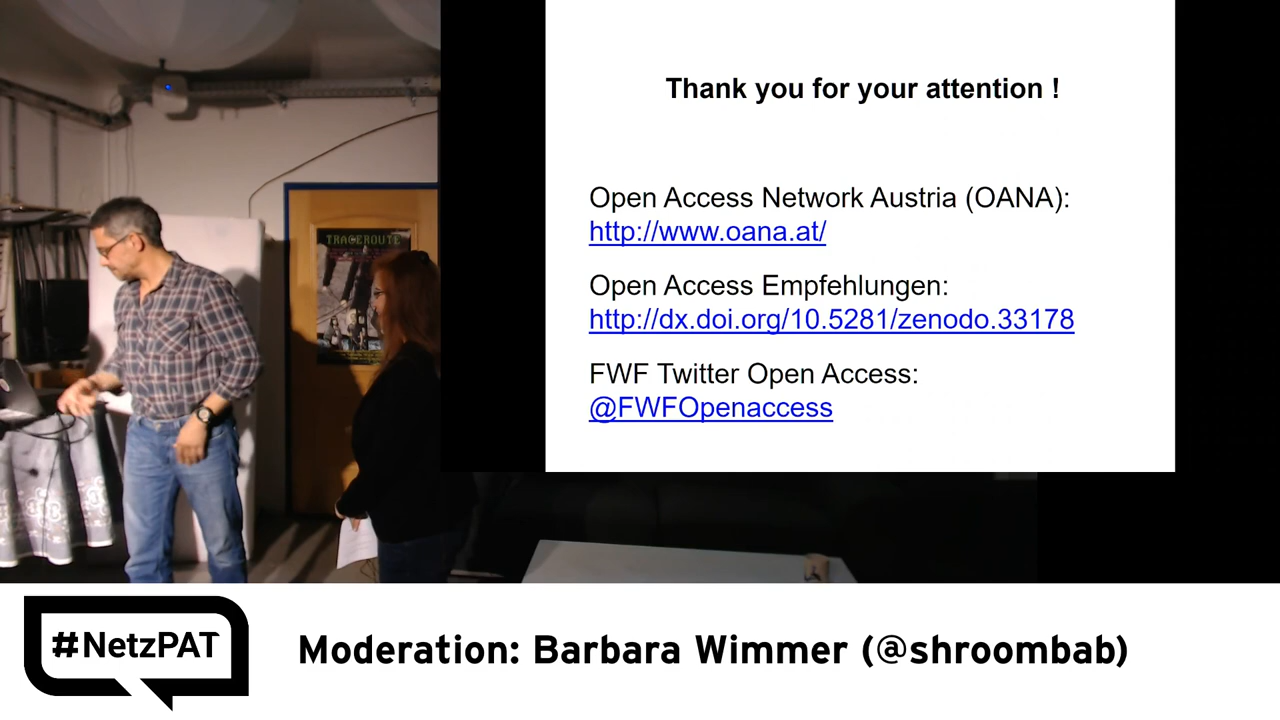 Thank you for your attention !
Open Access Network Austria (OANA):
http://www.oana.at/
Open Access Empfehlungen:
http://dx.doi.org/10.5281/zenodo.33178
FWF Twitter Open Access:
@FWFOpenaccess
TRACEROUTE
#NetzPAT
Moderation: Barbara Wimmer (@shroombab)